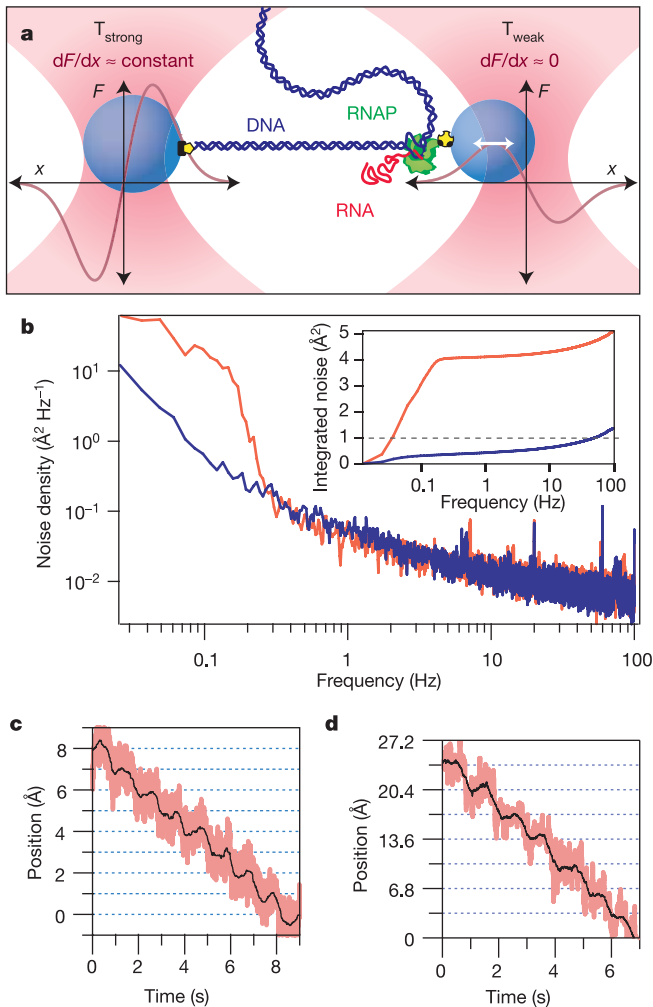 a
T_strong
dF/dx ≈ constant
T_weak
dF/dx ≈ 0
F
F
DNA
RNAP
x
x
RNA
b
Noise density (Å² Hz⁻¹)
10¹
10⁰
10⁻¹
10⁻²
0.1
1
10
100
Frequency (Hz)
Integrated noise (Å²)
5
4
3
2
1
0
0.1
1
10
100
Frequency (Hz)
c
Position (Å)
8
6
4
2
0
0
2
4
6
8
Time (s)
d
Position (Å)
27.2
20.4
13.6
6.8
0
0
2
4
6
Time (s)